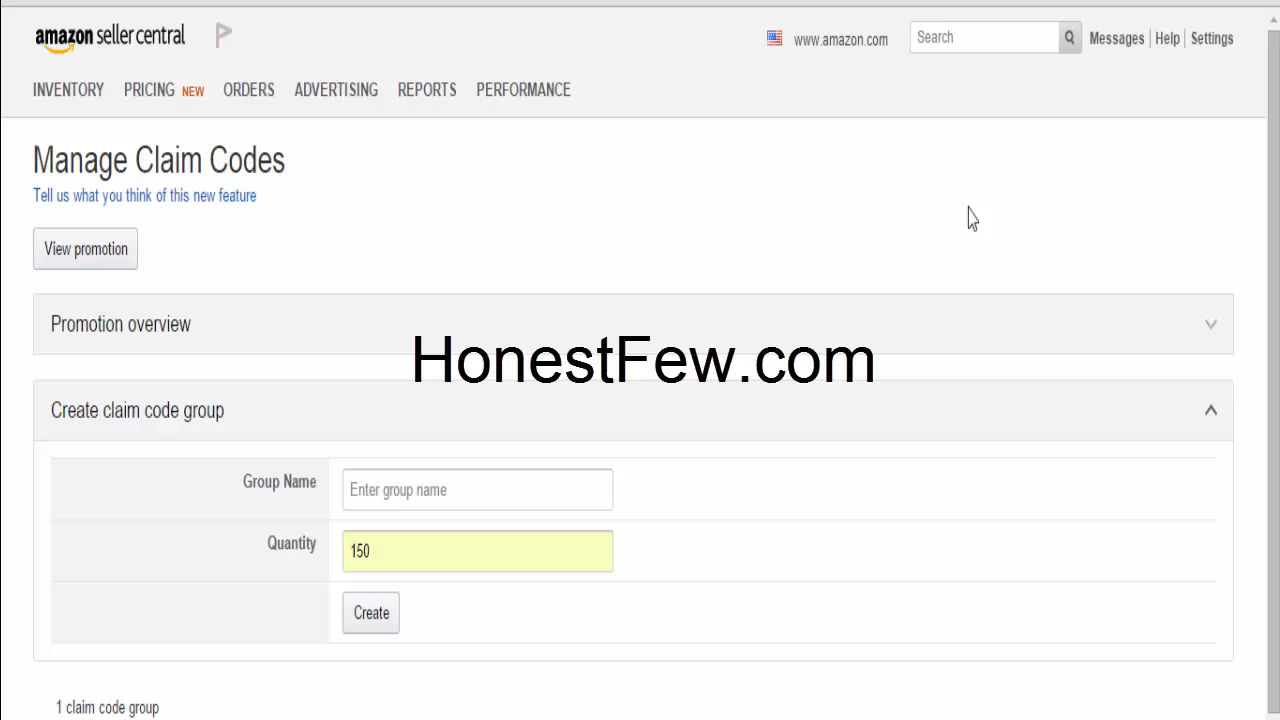 amazon seller central
www.amazon.com
Search
Messages | Help | Settings
INVENTORY PRICING NEW ORDERS ADVERTISING REPORTS PERFORMANCE
Manage Claim Codes
Tell us what you think of this new feature
View promotion
Promotion overview
HonestFew.com
Create claim code group
Group Name Enter group name
Quantity 150
Create
1 claim code group